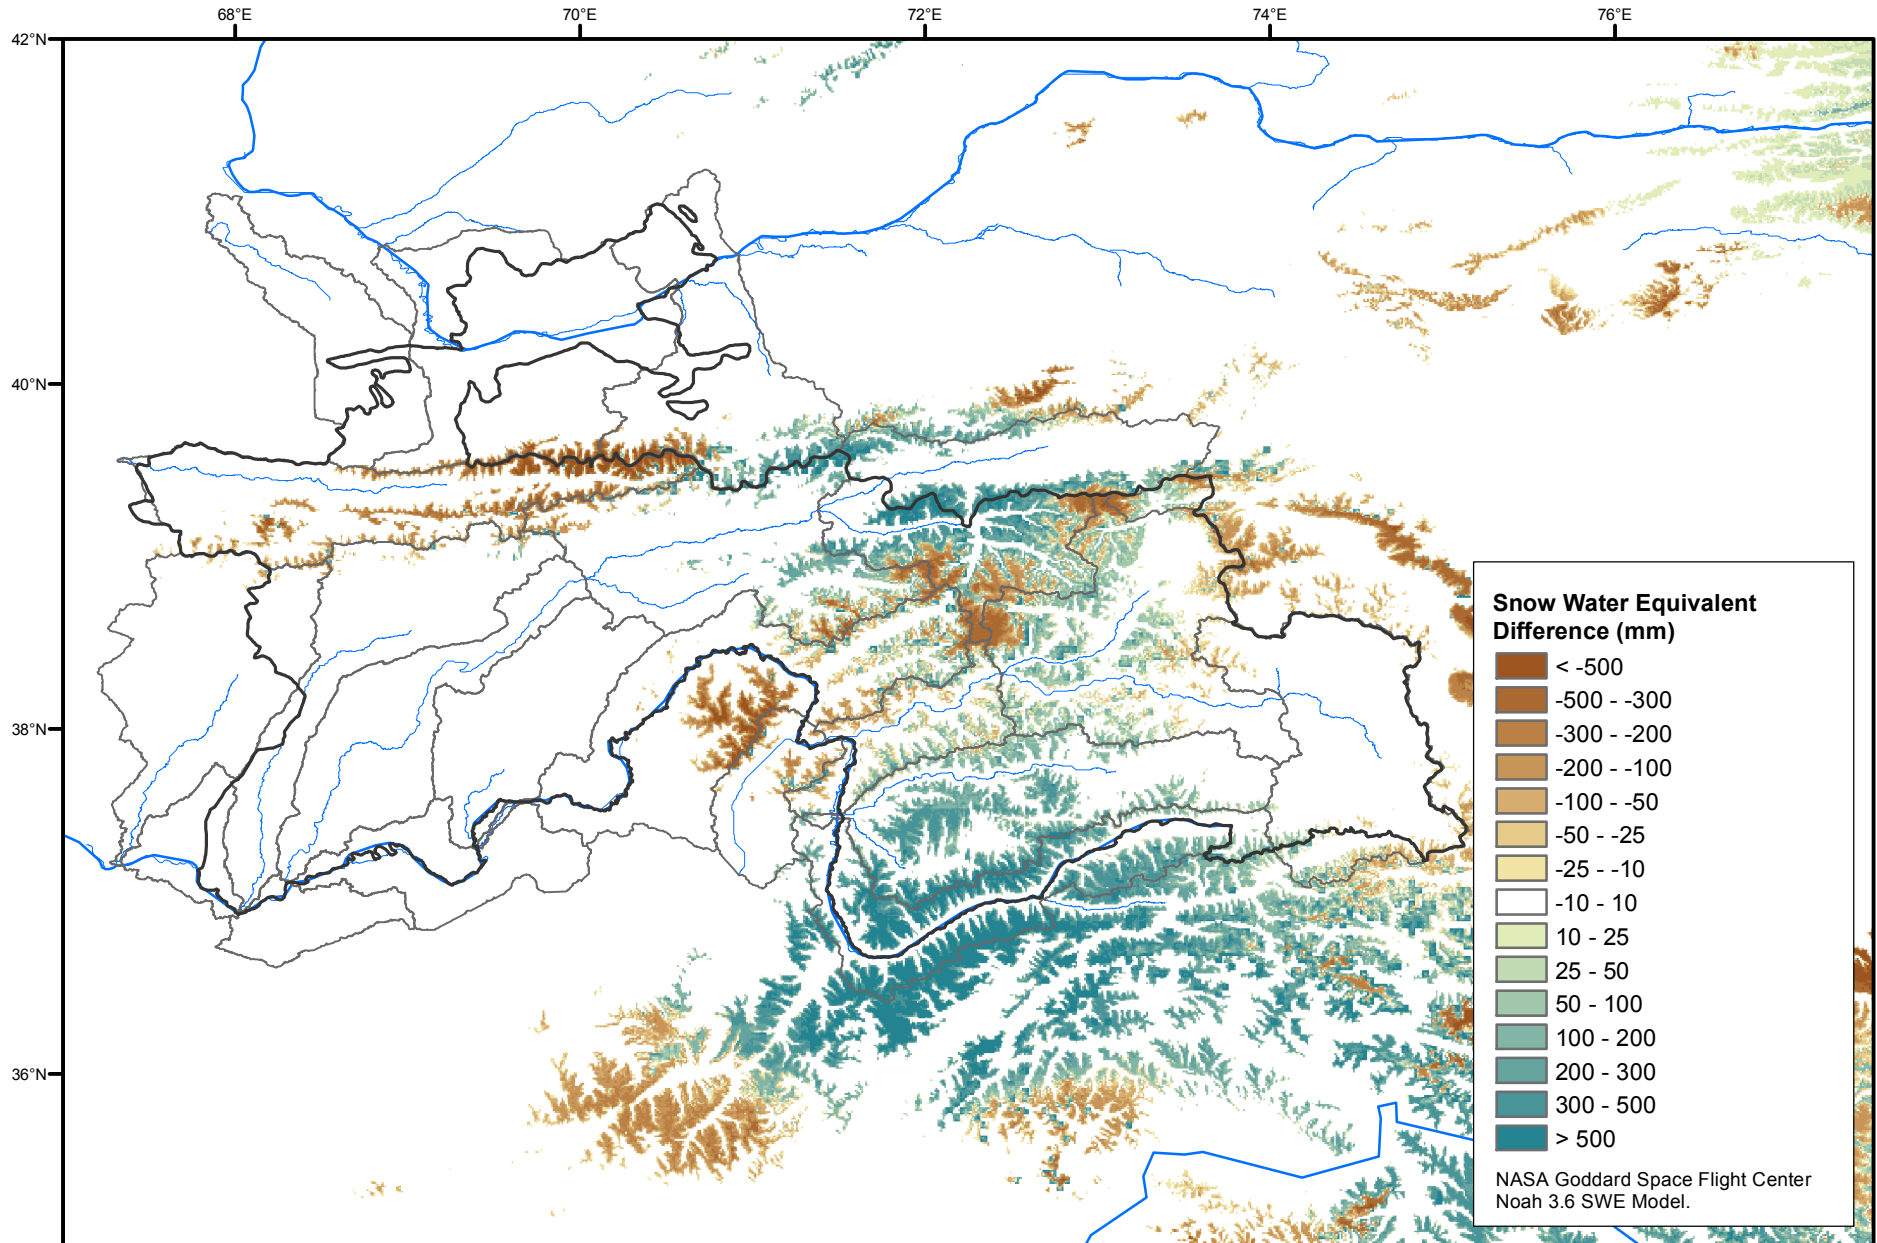 68°E 70°E 72°E 74°E 76°E
42°N
40°N
38°N
36°N
Snow Water Equivalent
Difference (mm)
< -500
-500 - -300
-300 - -200
-200 - -100
-100 - -50
-50 - -25
-25 - -10
-10 - 10
10 - 25
25 - 50
50 - 100
100 - 200
200 - 300
300 - 500
> 500
NASA Goddard Space Flight Center
Noah 3.6 SWE Model.